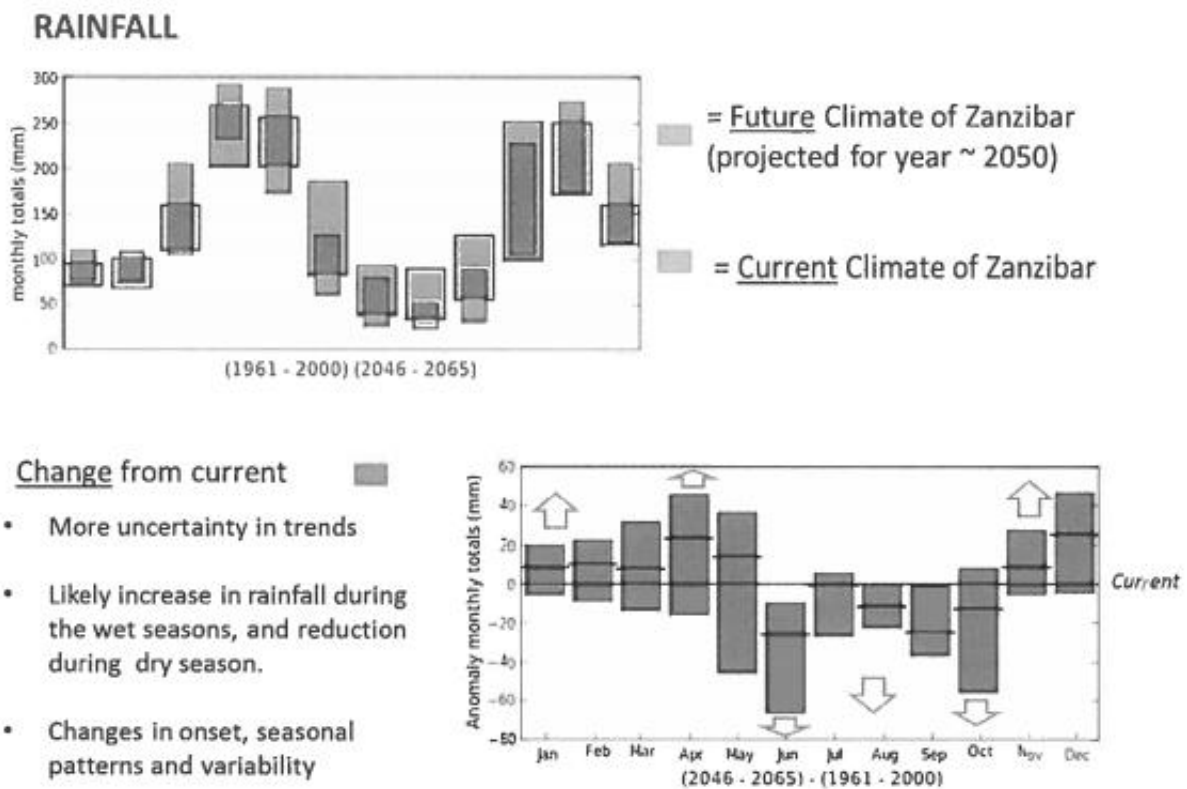 RAINFALL
300
250
200
150
100
50
0
monthly totals (mm)
(1961 - 2000) (2046 - 2065)
= Future Climate of Zanzibar
(projected for year ~ 2050)
= Current Climate of Zanzibar
Change from current
• More uncertainty in trends
• Likely increase in rainfall during
the wet seasons, and reduction
during dry season.
• Changes in onset, seasonal
patterns and variability
60
40
20
0
-20
-40
-60
-80
Anomaly monthly totals (mm)
Current
Jan Feb Mar Apr May Jun Jul Aug Sep Oct Nov Dec
(2046 - 2065) - (1961 - 2000)